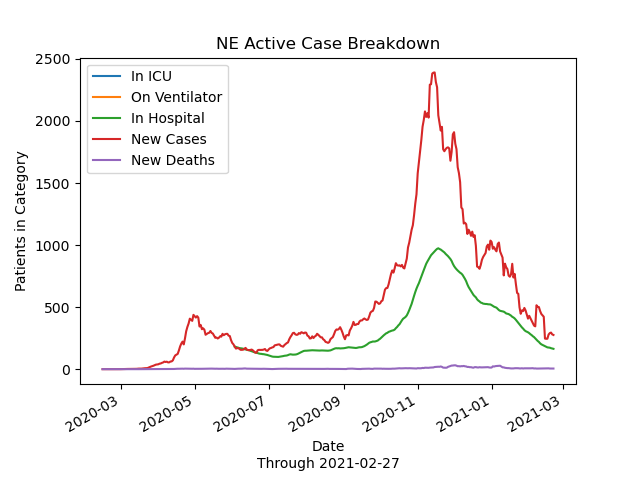 NE Active Case Breakdown
In ICU
On Ventilator
In Hospital
New Cases
New Deaths
Patients in Category
2500
2000
1500
1000
500
0
2020-03
2020-05
2020-07
2020-09
2020-11
2021-01
2021-03
Date
Through 2021-02-27